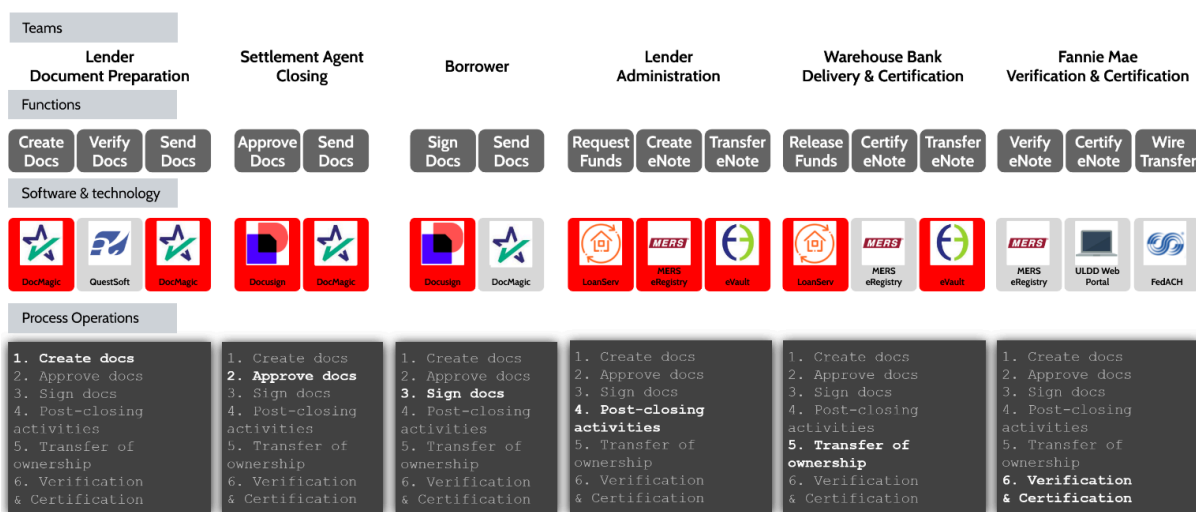 Teams
Lender
Document Preparation
Settlement Agent
Closing
Borrower
Lender
Administration
Warehouse Bank
Delivery & Certification
Fannie Mae
Verification & Certification
Functions
Create
Docs
Verify
Docs
Send
Docs
Approve
Docs
Send
Docs
Sign
Docs
Send
Docs
Request
Funds
Create
eNote
Transfer
eNote
Release
Funds
Certify
eNote
Transfer
eNote
Verify
eNote
Certify
eNote
Wire
Transfer
Software & technology
DocMagic
QuestSoft
DocMagic
Docusign
DocMagic
Docusign
DocMagic
LoanServ
MERS
MERS
eRegistry
eVault
LoanServ
MERS
MERS
eRegistry
eVault
MERS
MERS
eRegistry
ULDD Web
Portal
FedACH
Process Operations
1. Create docs
2. Approve docs
3. Sign docs
4. Post-closing
activities
5. Transfer of
ownership
6. Verification
& Certification
1. Create docs
2. Approve docs
3. Sign docs
4. Post-closing
activities
5. Transfer of
ownership
6. Verification
& Certification
1. Create docs
2. Approve docs
3. Sign docs
4. Post-closing
activities
5. Transfer of
ownership
6. Verification
& Certification
1. Create docs
2. Approve docs
3. Sign docs
4. Post-closing
activities
5. Transfer of
ownership
6. Verification
& Certification
1. Create docs
2. Approve docs
3. Sign docs
4. Post-closing
activities
5. Transfer of
ownership
6. Verification
& Certification
1. Create docs
2. Approve docs
3. Sign docs
4. Post-closing
activities
5. Transfer of
ownership
6. Verification
& Certification